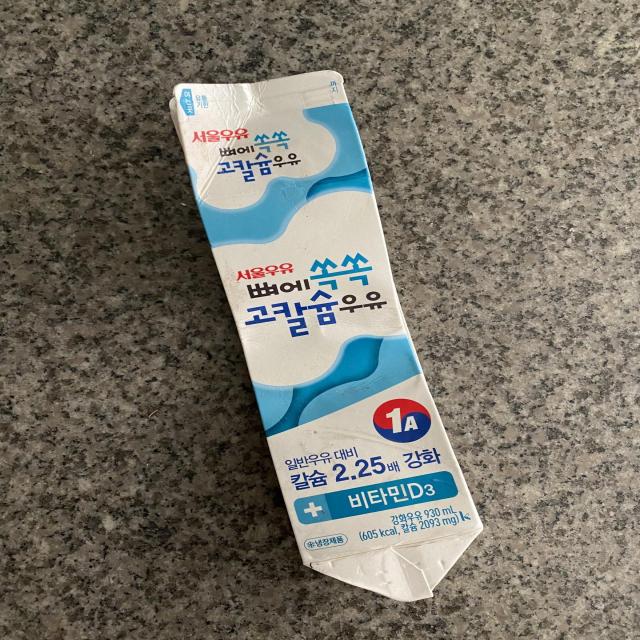 서울우유
뼈에 쏙쏙
고칼슘우유
서울우유
뼈에 쏙쏙
고칼슘우유
1A
일반우유 대비
칼슘 2.25배 강화
+ 비타민D3
강화우유 930 mL
(605 kcal, 칼슘 2093 mg)
냉장제품